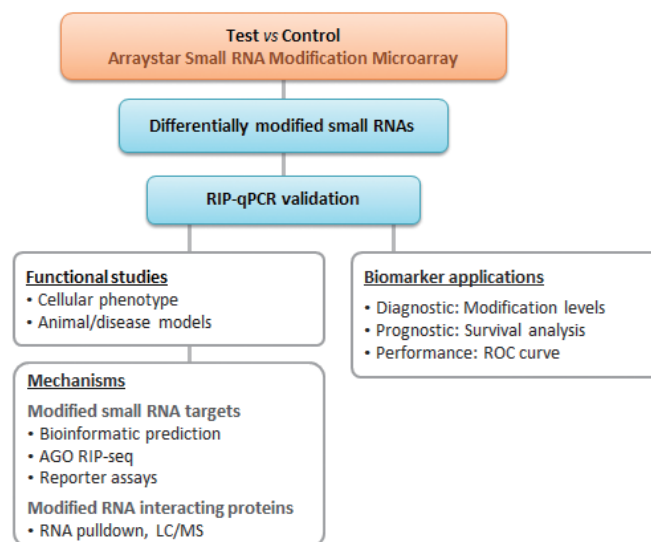 Test vs Control
Arraystar Small RNA Modification Microarray
Differentially modified small RNAs
RIP-qPCR validation
Functional studies
• Cellular phenotype
• Animal/disease models
Biomarker applications
• Diagnostic: Modification levels
• Prognostic: Survival analysis
• Performance: ROC curve
Mechanisms
Modified small RNA targets
• Bioinformatic prediction
• AGO RIP-seq
• Reporter assays
Modified RNA interacting proteins
• RNA pulldown, LC/MS